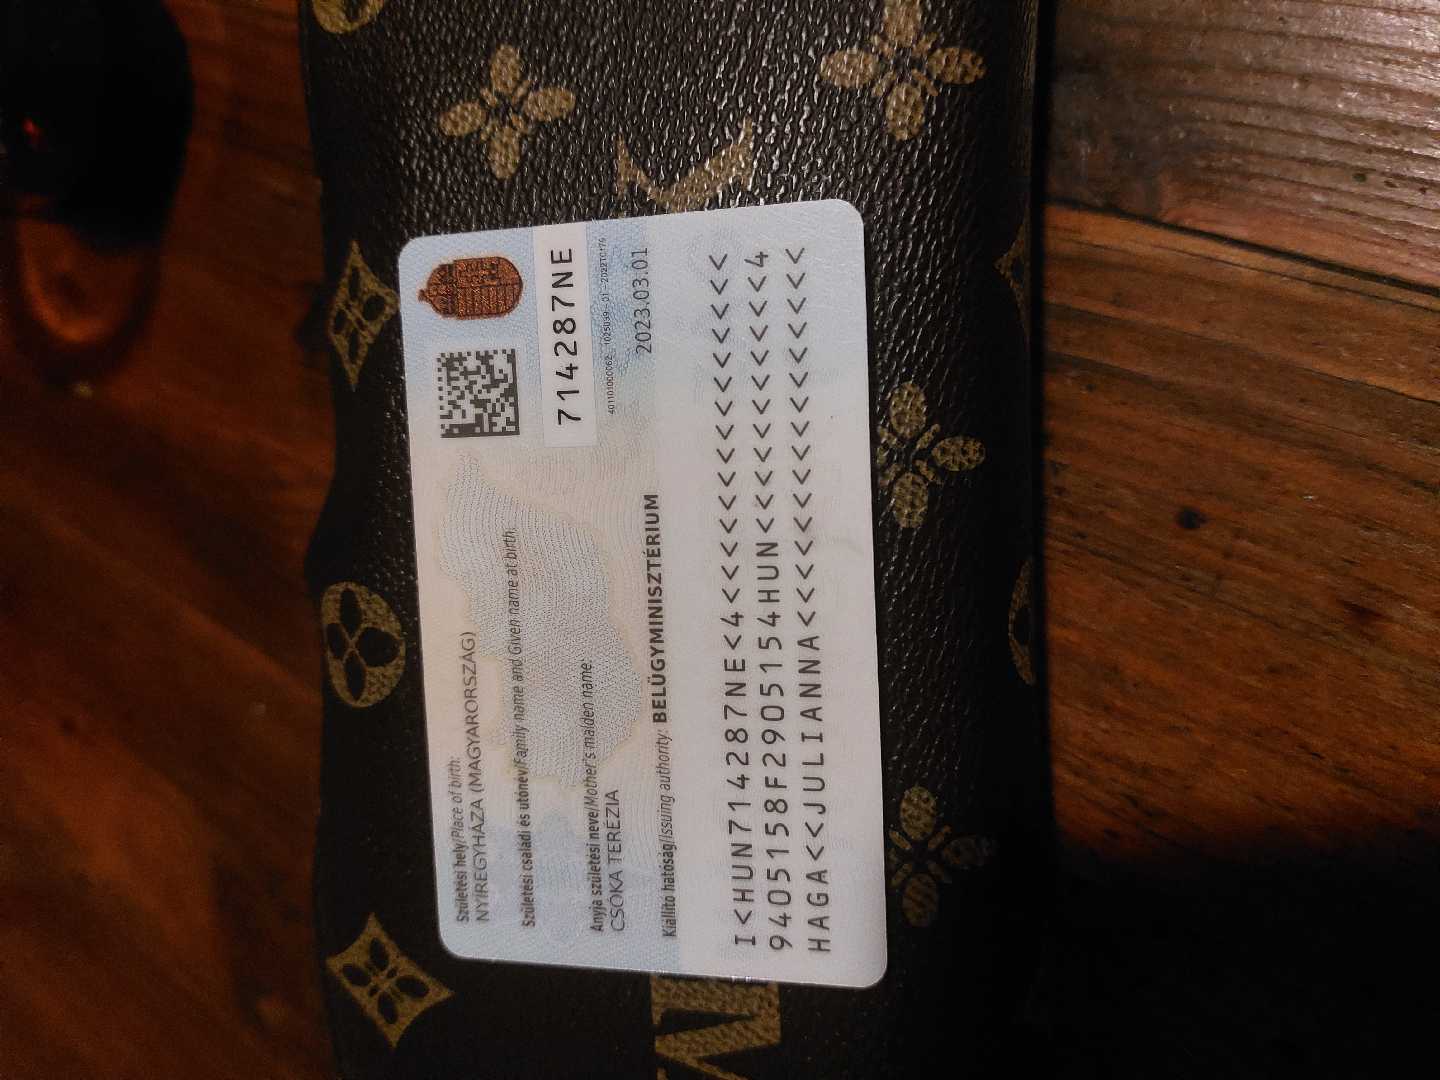 Születési hely/Place of birth:
NYÍREGYHÁZA (MAGYARORSZÁG)
Születési családi és utónév/Family name and Given name at birth:
Anyja születési neve/Mother's maiden name:
CSOKA TERÉZIA
Kiállító hatóság/Issuing authority: BELÜGYMINISZTÉRIUM
714287NE
2023.03.01
I<HUN714287NE<4<<<<<<<<<<<<<<<
9405158F2905154HUN<<<<<<<<<<<4
HAGA<<JULIANNA<<<<<<<<<<<<<<<<